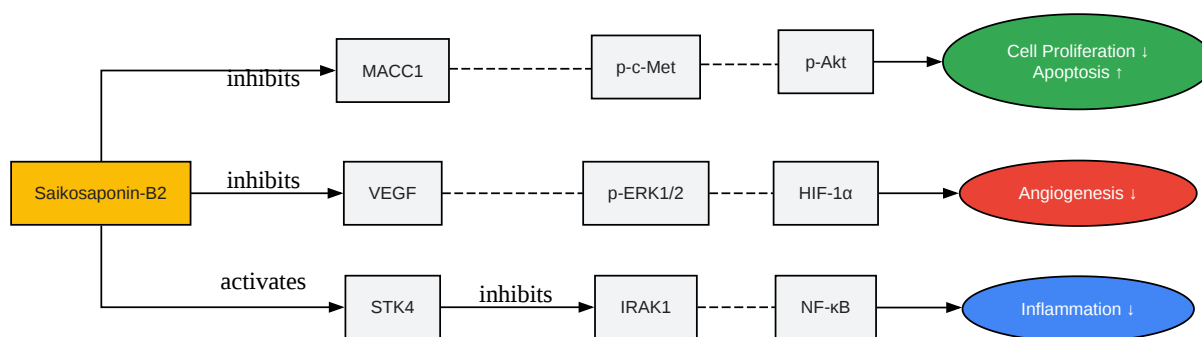 inhibits
MACC1
p-c-Met
p-Akt
Cell Proliferation ↓
Apoptosis ↑
Saikosaponin-B2
inhibits
VEGF
p-ERK1/2
HIF-1α
Angiogenesis ↓
activates
STK4
inhibits
IRAK1
NF-κB
Inflammation ↓